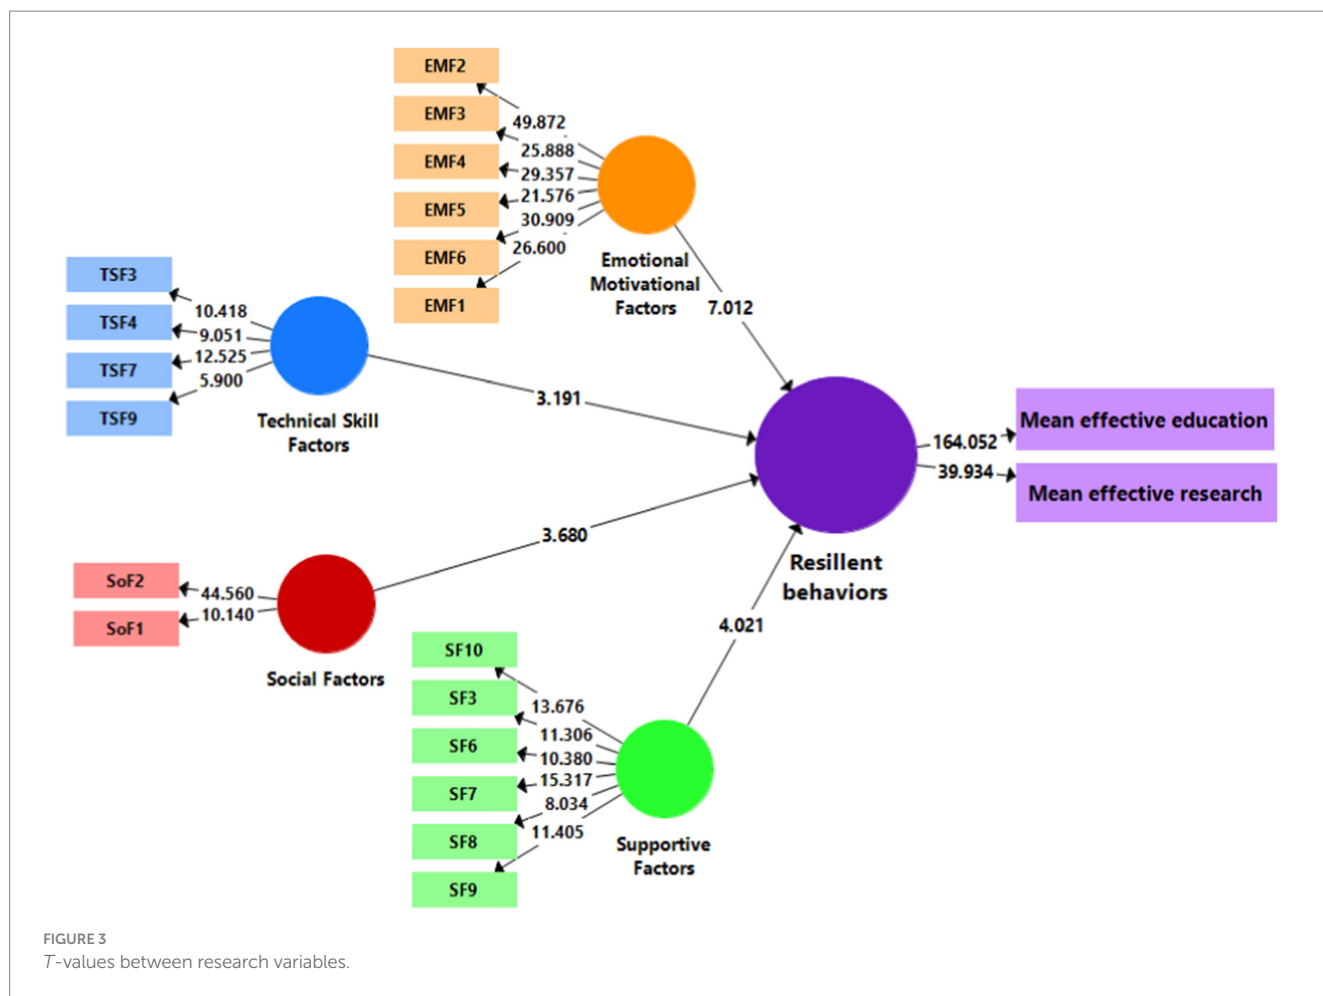 EMF2
EMF3
EMF4
EMF5
EMF6
EMF1
49.872
25.888
29.357
21.576
30.909
26.600
Emotional
Motivational
Factors
7.012
TSF3
TSF4
TSF7
TSF9
10.418
9.051
12.525
5.900
Technical Skill
Factors
3.191
Mean effective education
Mean effective research
164.052
39.934
Resillent
behaviors
SoF2
SoF1
44.560
10.140
Social Factors
3.680
4.021
SF10
SF3
SF6
SF7
SF8
SF9
13.676
11.306
10.380
15.317
8.034
11.405
Supportive
Factors
FIGURE 3
T-values between research variables.